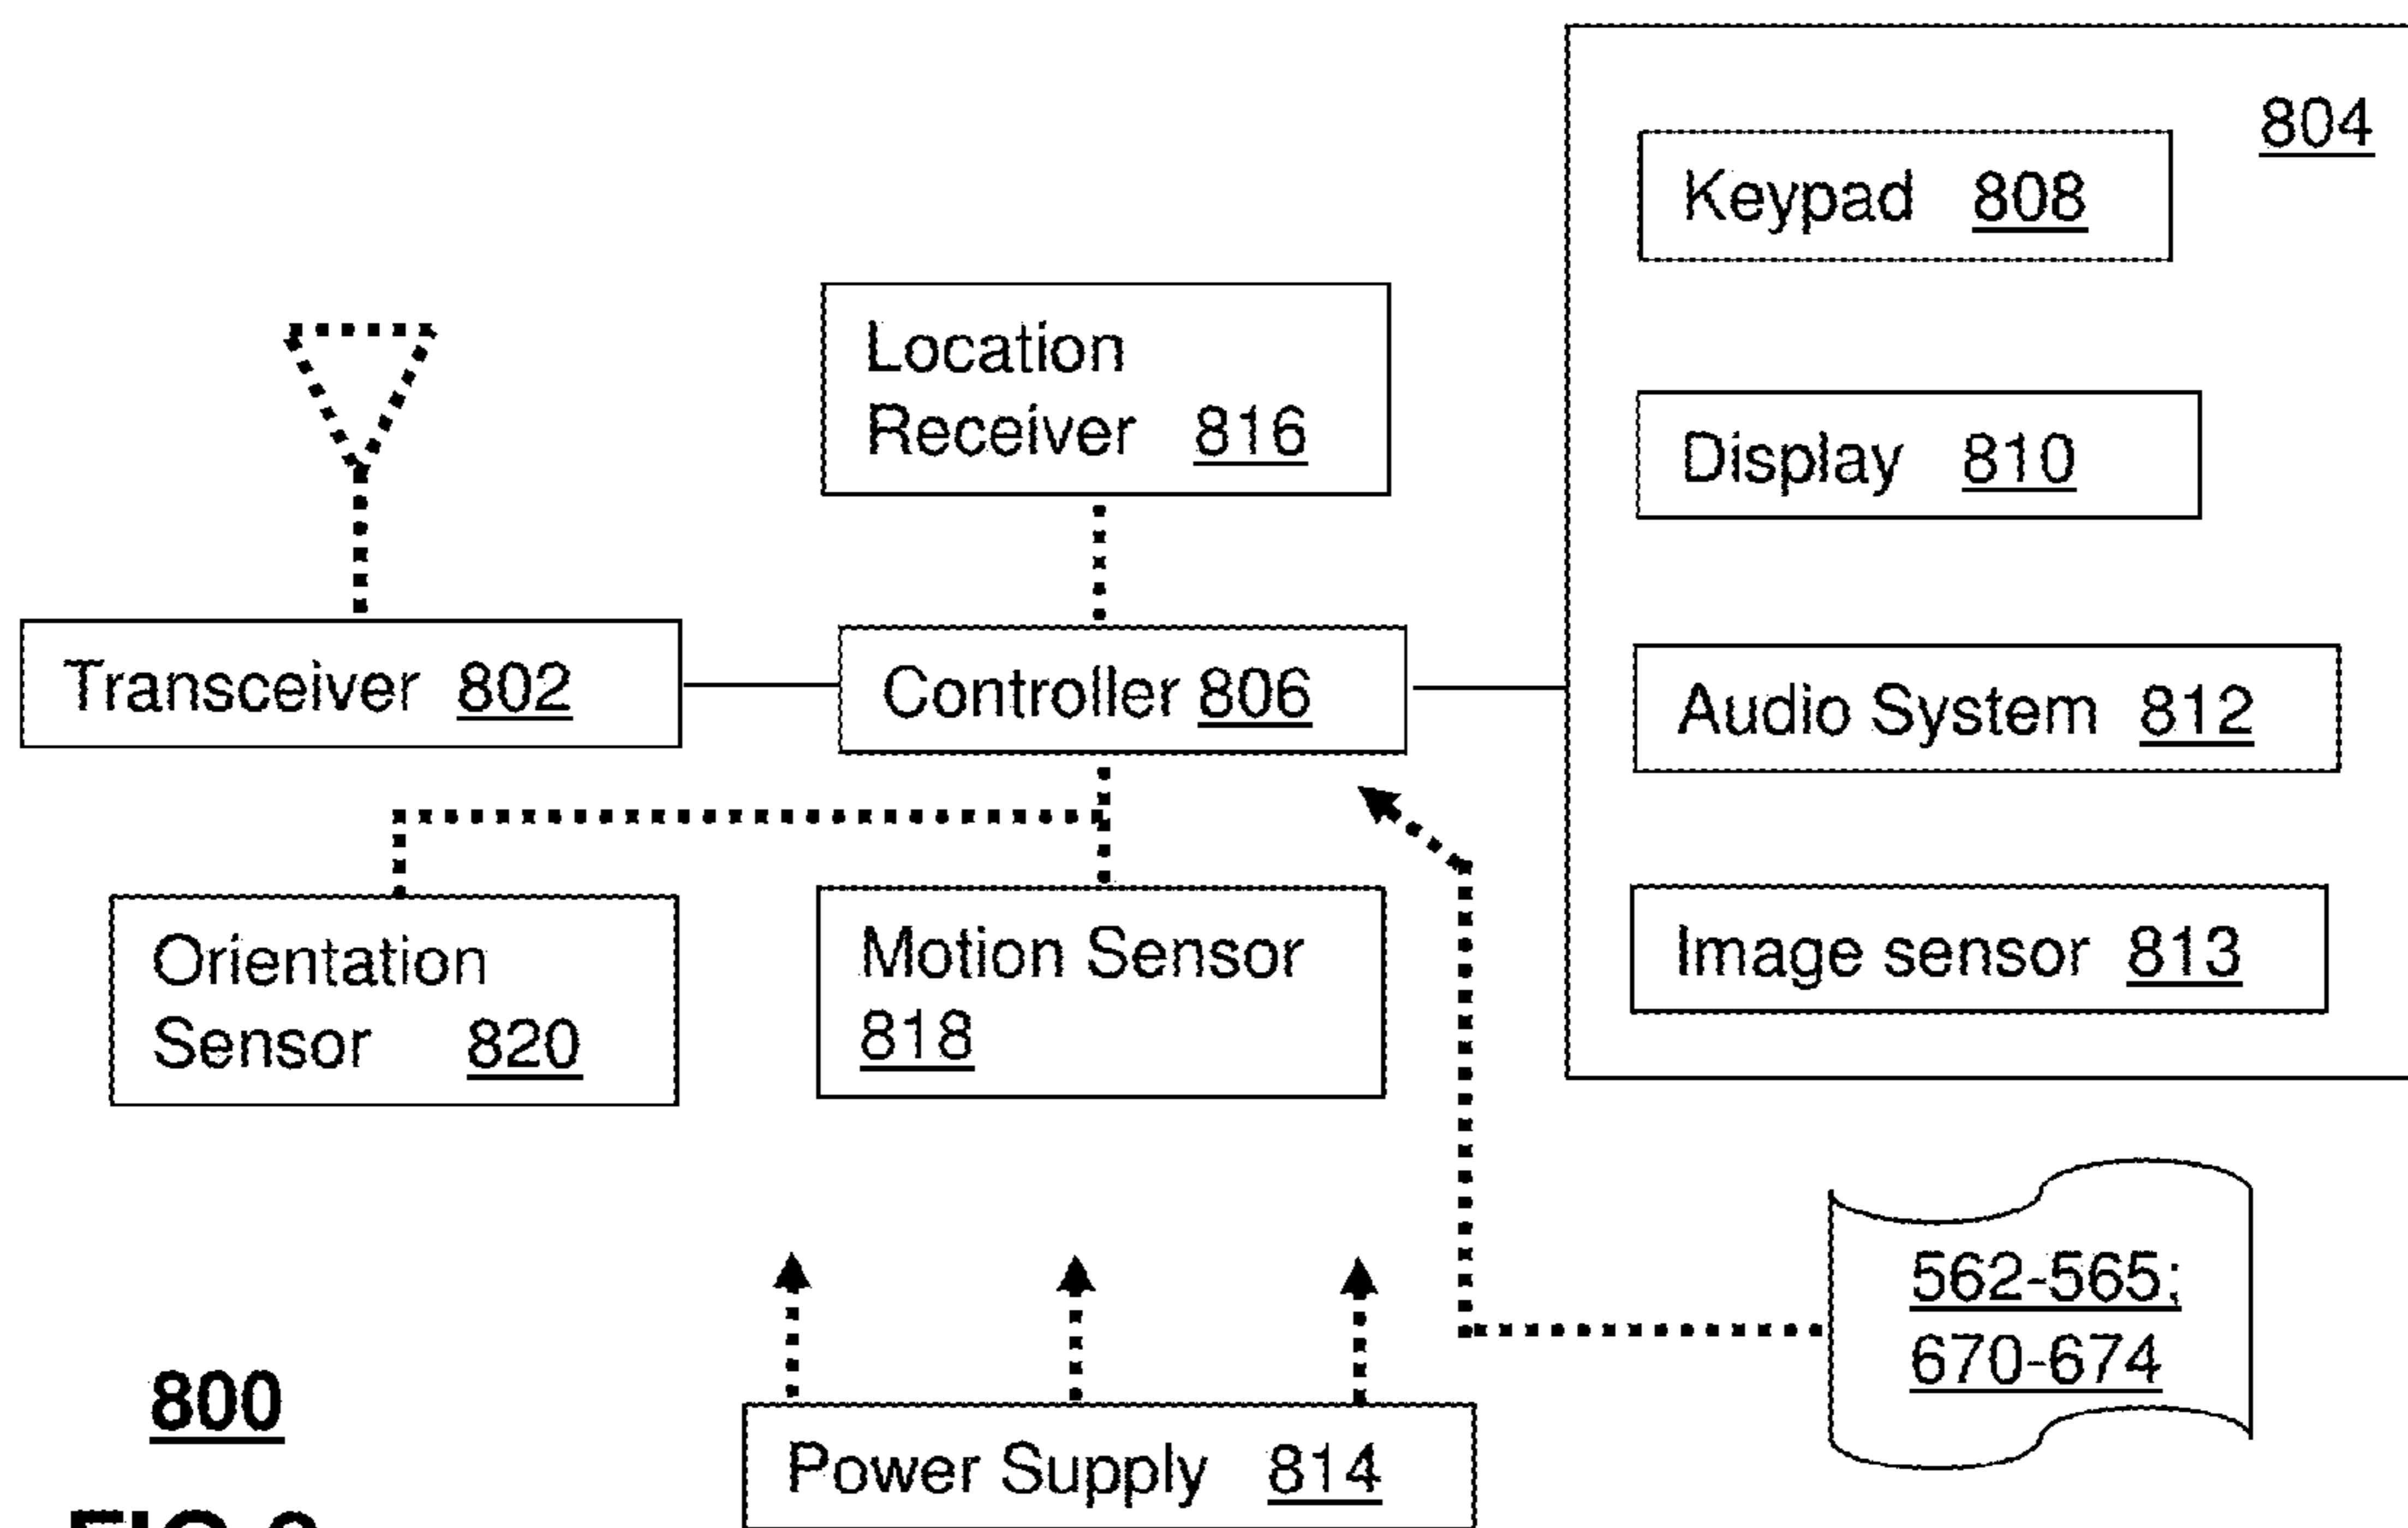 804
Keypad 808
Location
Receiver 816
Display 810
Transceiver 802
Controller 806
Audio System 812
Orientation
Sensor 820
Motion Sensor
818
Image sensor 813
562-565;
670-674
800
Power Supply 814